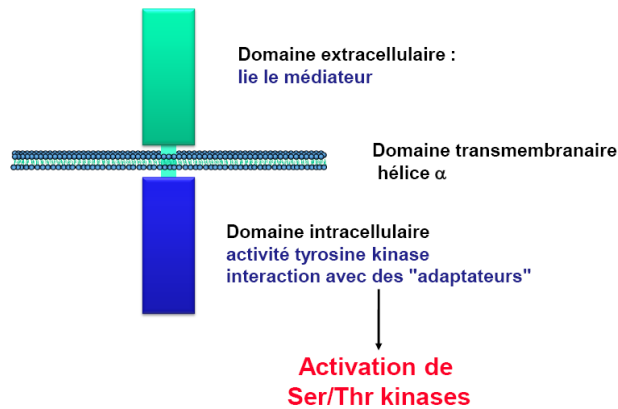 Domaine extracellulaire :
lie le médiateur
Domaine transmembranaire
hélice α
Domaine intracellulaire
activité tyrosine kinase
interaction avec des "adaptateurs"
Activation de
Ser/Thr kinases